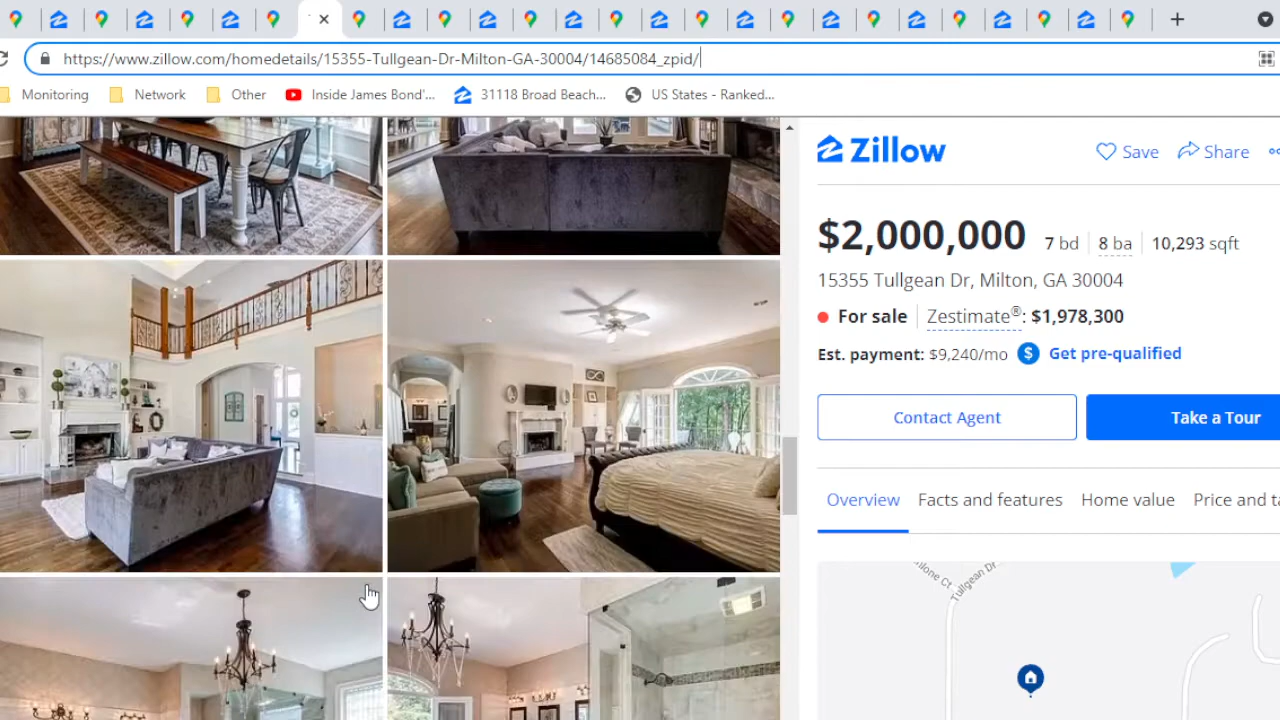 https://www.zillow.com/homedetails/15355-Tullgean-Dr-Milton-GA-30004/14685084_zpid/
Monitoring
Network
Other
Inside James Bond'...
31118 Broad Beach...
US States - Ranked...
Zillow
Save
Share
$2,000,000
7 bd
8 ba
10,293 sqft
15355 Tullgean Dr, Milton, GA 30004
For sale
Zestimate®: $1,978,300
Est. payment: $9,240/mo
$
Get pre-qualified
Contact Agent
Take a Tour
Overview
Facts and features
Home value
Price and t
llone Ct
Tullgean Dr